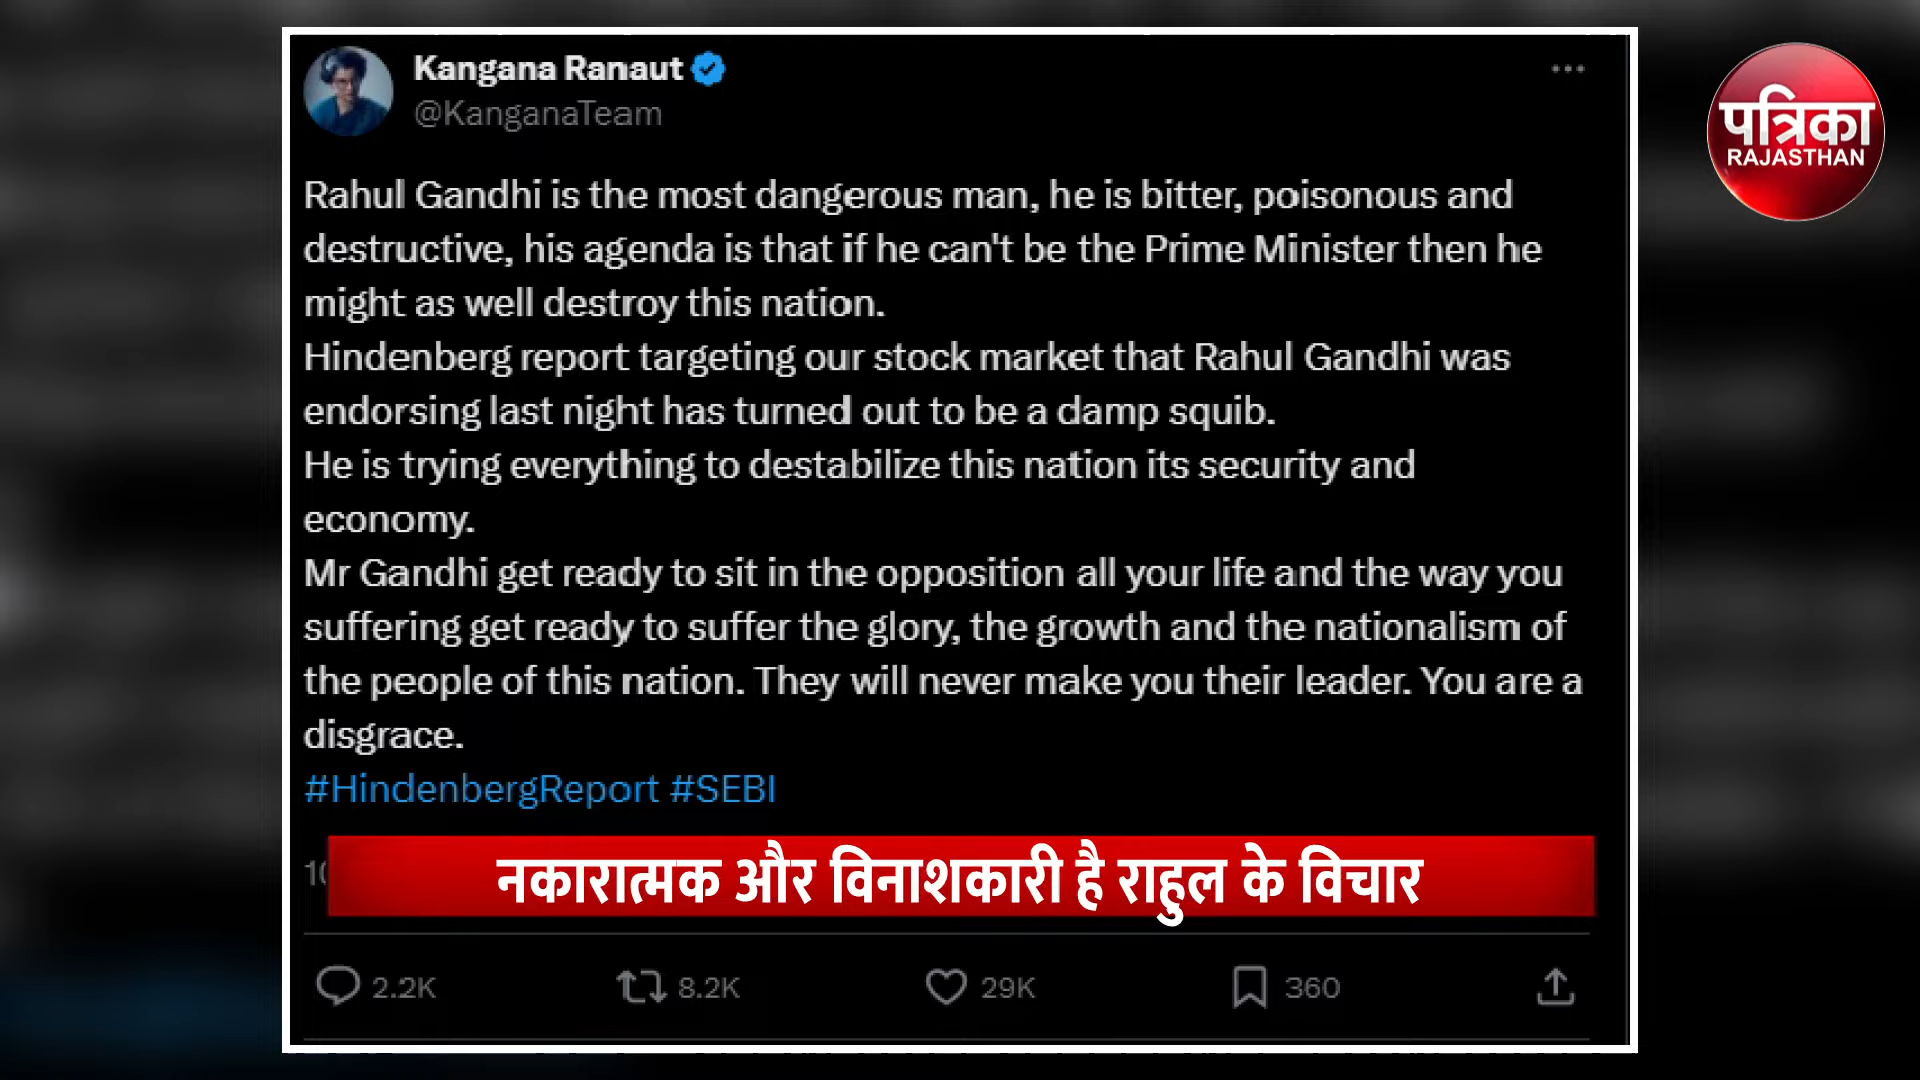 Kangana Ranaut
@KanganaTeam
पत्रिका
RAJASTHAN
Rahul Gandhi is the most dangerous man, he is bitter, poisonous and
destructive, his agenda is that if he can't be the Prime Minister then he
might as well destroy this nation.
Hindenberg report targeting our stock market that Rahul Gandhi was
endorsing last night has turned out to be a damp squib.
He is trying everything to destabilize this nation its security and
economy.
Mr Gandhi get ready to sit in the opposition all your life and the way you
suffering get ready to suffer the glory, the growth and the nationalism of
the people of this nation. They will never make you their leader. You are a
disgrace.
#HindenbergReport #SEBI
नकारात्मक और विनाशकारी है राहुल के विचार
2.2K 8.2K 29K 360